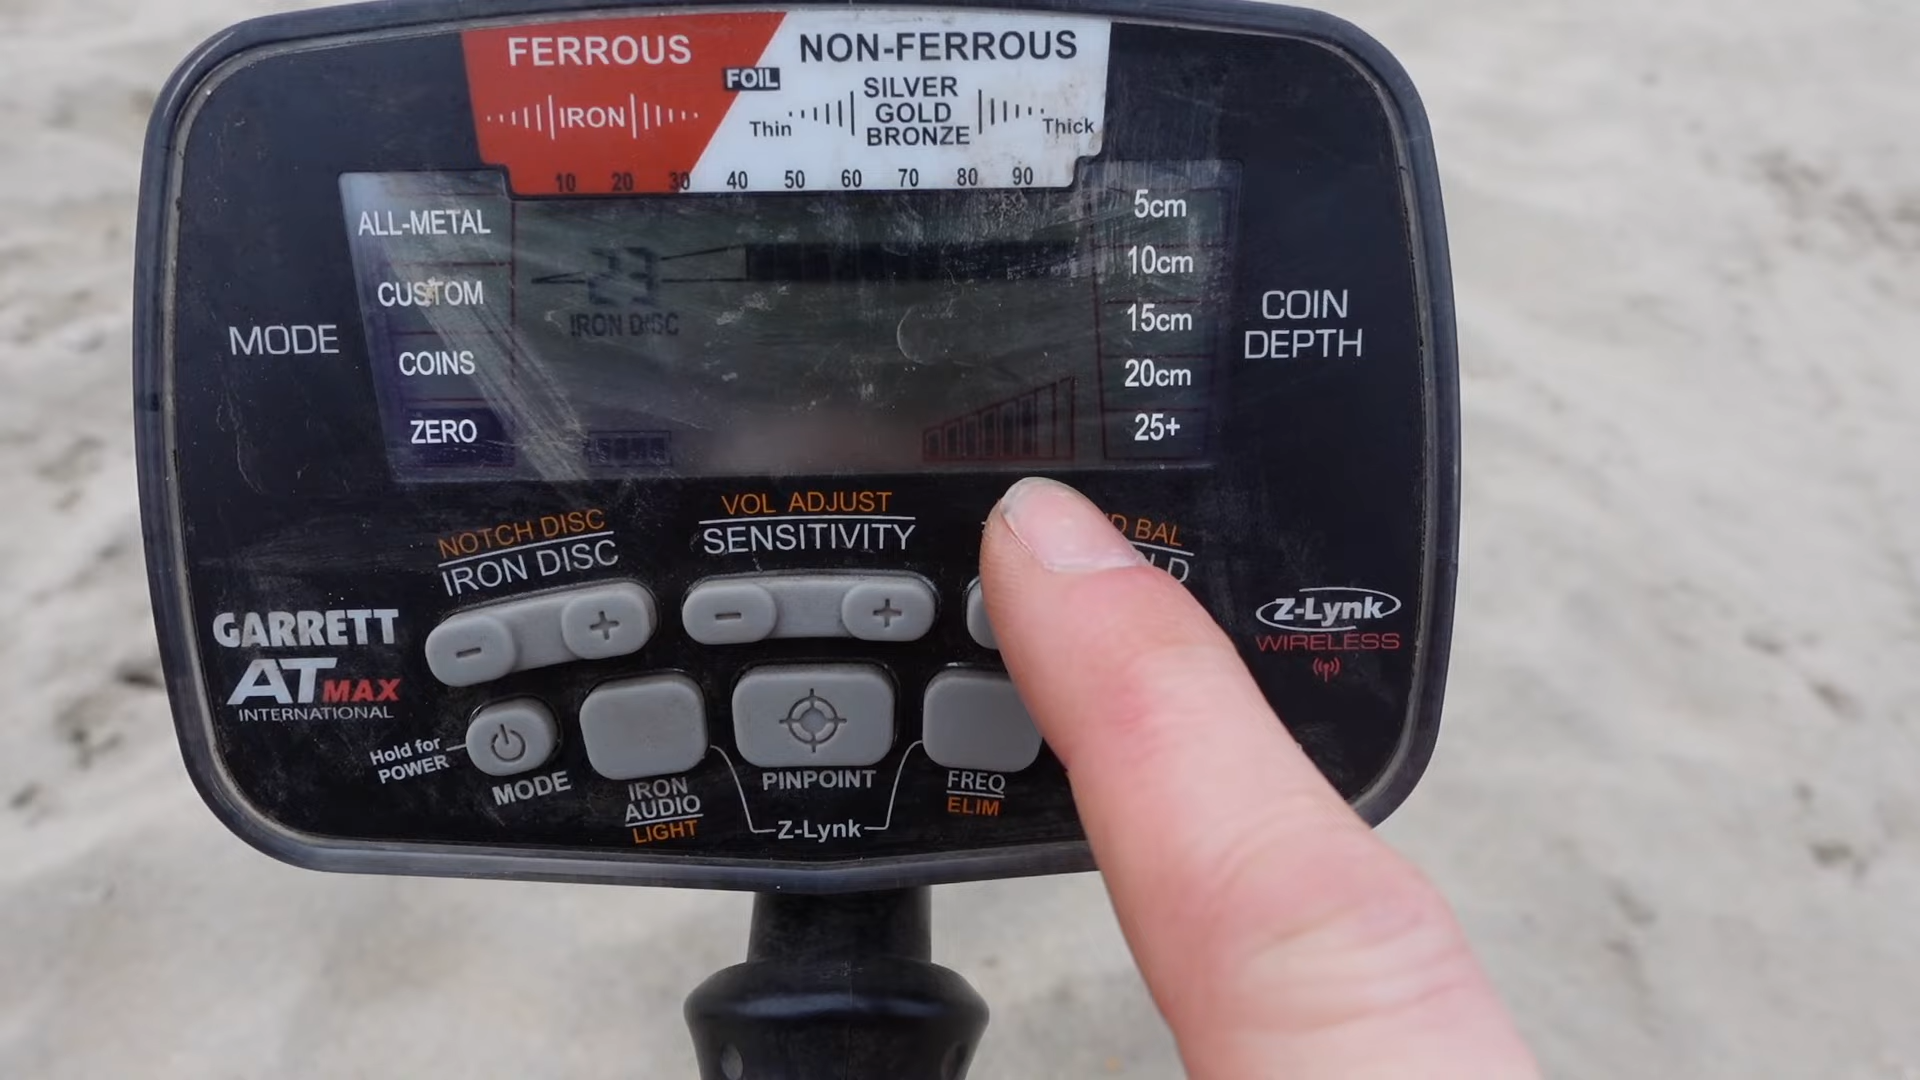 FERROUS
NON-FERROUS
FOIL
SILVER
GOLD
BRONZE
IRON
Thin
Thick
10 20 30 40 50 60 70 80 90
ALL-METAL
CUSTOM
COINS
ZERO
MODE
23
IRON DISC
5cm
10cm
15cm
20cm
25+
COIN
DEPTH
NOTCH DISC
IRON DISC
VOL ADJUST
SENSITIVITY
BAL
- + - +
GARRETT
AT MAX
INTERNATIONAL
Z-Lynk
WIRELESS
Hold for
POWER
MODE
IRON
AUDIO
LIGHT
PINPOINT
Z-Lynk
FREQ
ELIM